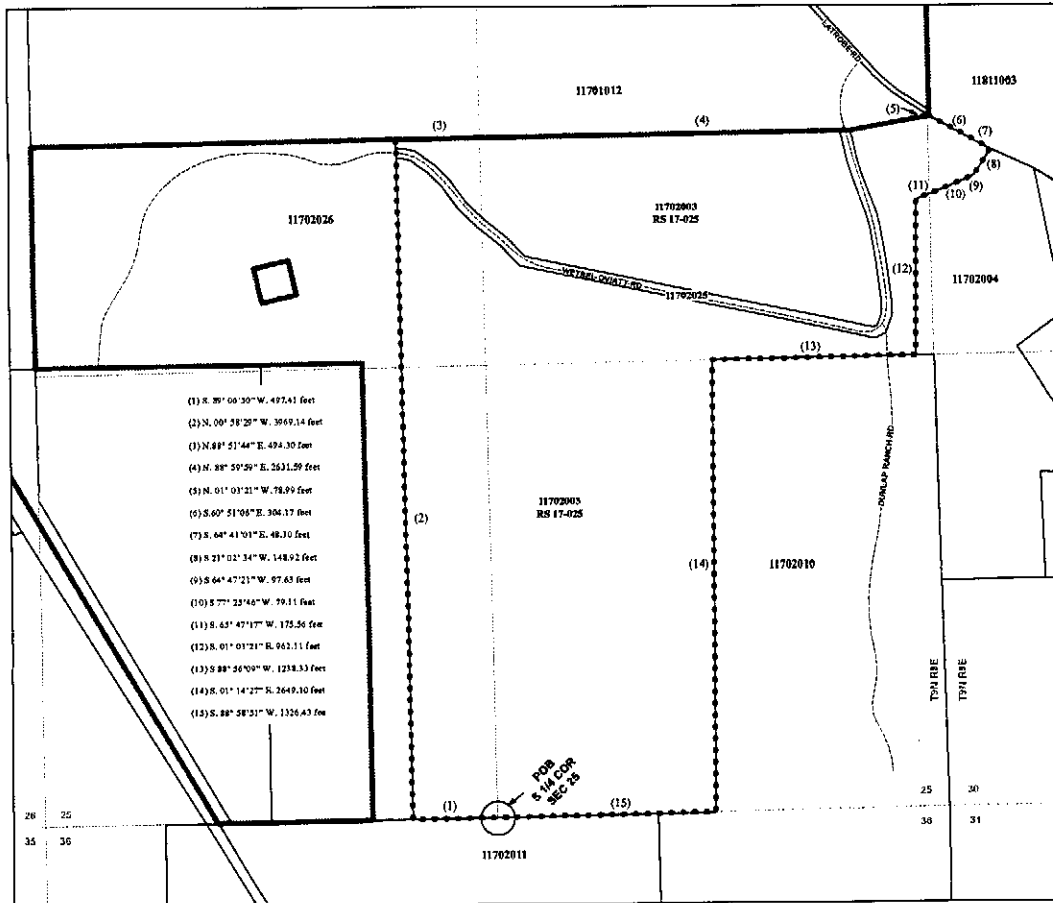 LATROBE RD
11811003
11701012
(5)
(6)
(3)
(4)
(7)
(8)
(9)
(10)
(11)
11702003
RS 17-025
11702026
(12)
11702004
WETSEL-OVIATT RD
11702025
(13)
(1) S. 89° 06'30" W. 497.41 feet
(2) N. 00° 58'29" W. 3969.14 feet
(3) N. 88° 51'44" E. 494.30 feet
(4) N. 88° 59'59" E. 2631.59 feet
(5) N. 01° 03'21" W. 78.99 feet
(6) S. 60° 51'06" E. 304.17 feet
(7) S. 64° 41'01" E. 48.30 feet
(8) S 21° 02'34" W. 148.92 feet
(9) S 64° 47'21" W. 97.63 feet
(10) S 77° 25'46" W. 79.11 feet
(11) S. 65° 47'17" W. 175.56 feet
(12) S. 01° 03'21" E. 962.11 feet
(13) S 88° 56'09" W. 1238.33 feet
(14) S. 01° 14'27" E. 2649.10 feet
(15) S. 88° 58'51" W. 1326.43 fee
DUNLAP RANCH RD
11702003
RS 17-025
(2)
(14)
11702010
T9N R8E
T9N R9E
POB
S 1/4 COR
SEC 25
(1)
(15)
26 25
35 36
25 30
36 31
11702011